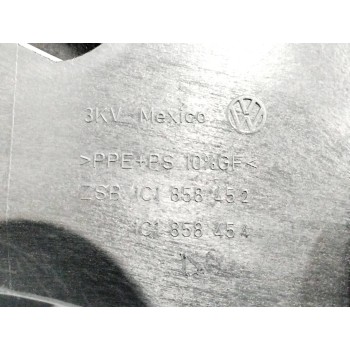 3KV Mexico
>PPE+PS 10%GF<
ZSB 1C1 858 452
1C1 858 454